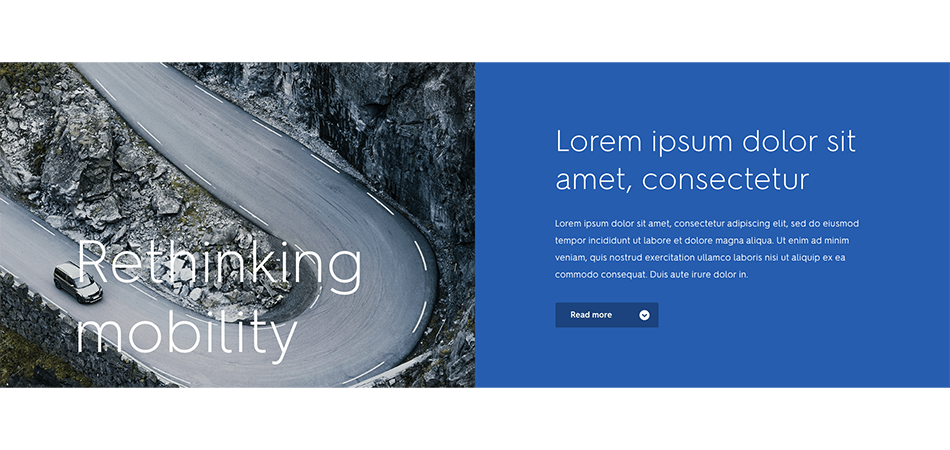 Rethinking
mobility
Lorem ipsum dolor sit
amet, consectetur
Lorem ipsum dolor sit amet, consectetur adipiscing elit, sed do eiusmod
tempor incididunt ut labore et dolore magna aliqua. Ut enim ad minim
veniam, quis nostrud exercitation ullamco laboris nisi ut aliquip ex ea
commodo consequat. Duis aute irure dolor in.
Read more